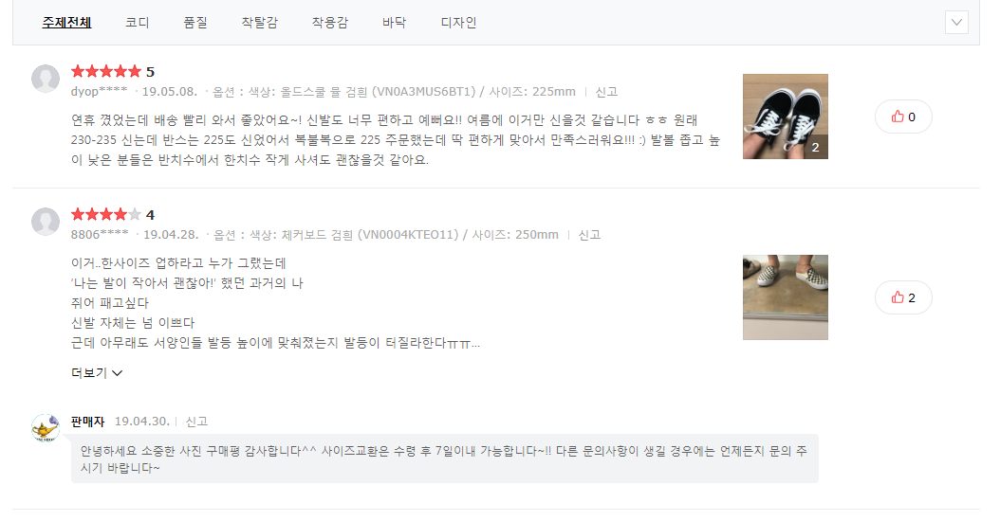 주제전체 코디 품질 착탈감 착용감 바닥 디자인
★★★★★ 5
dyop**** · 19.05.08. · 옵션 : 색상: 올드스쿨 뮬 검흰 (VN0A3MUS6BT1) / 사이즈: 225mm | 신고
연휴 꼈었는데 배송 빨리 와서 좋았어요~! 신발도 너무 편하고 예뻐요!! 여름에 이거만 신을것 같습니다 ㅎㅎ 원래
230-235 신는데 반스는 225도 신었어서 복불복으로 225 주문했는데 딱 편하게 맞아서 만족스러워요!!! :) 발볼 좁고 높
이 낮은 분들은 반치수에서 한치수 작게 사셔도 괜찮을것 같아요.
2
0
★★★★★ 4
8806**** · 19.04.28. · 옵션 : 색상: 체커보드 검흰 (VN0004KTEO11) / 사이즈: 250mm | 신고
이거..한사이즈 업하라고 누가 그랬는데
'나는 발이 작아서 괜찮아!' 했던 과거의 나
쥐어 패고싶다
신발 자체는 넘 이쁘다
근데 아무래도 서양인들 발등 높이에 맞춰졌는지 발등이 터질라한다ㅠㅠ...
더보기
2
판매자 19.04.30. | 신고
안녕하세요 소중한 사진 구매평 감사합니다^^ 사이즈교환은 수령 후 7일이내 가능합니다~!! 다른 문의사항이 생길 경우에는 언제든지 문의 주
시기 바랍니다~